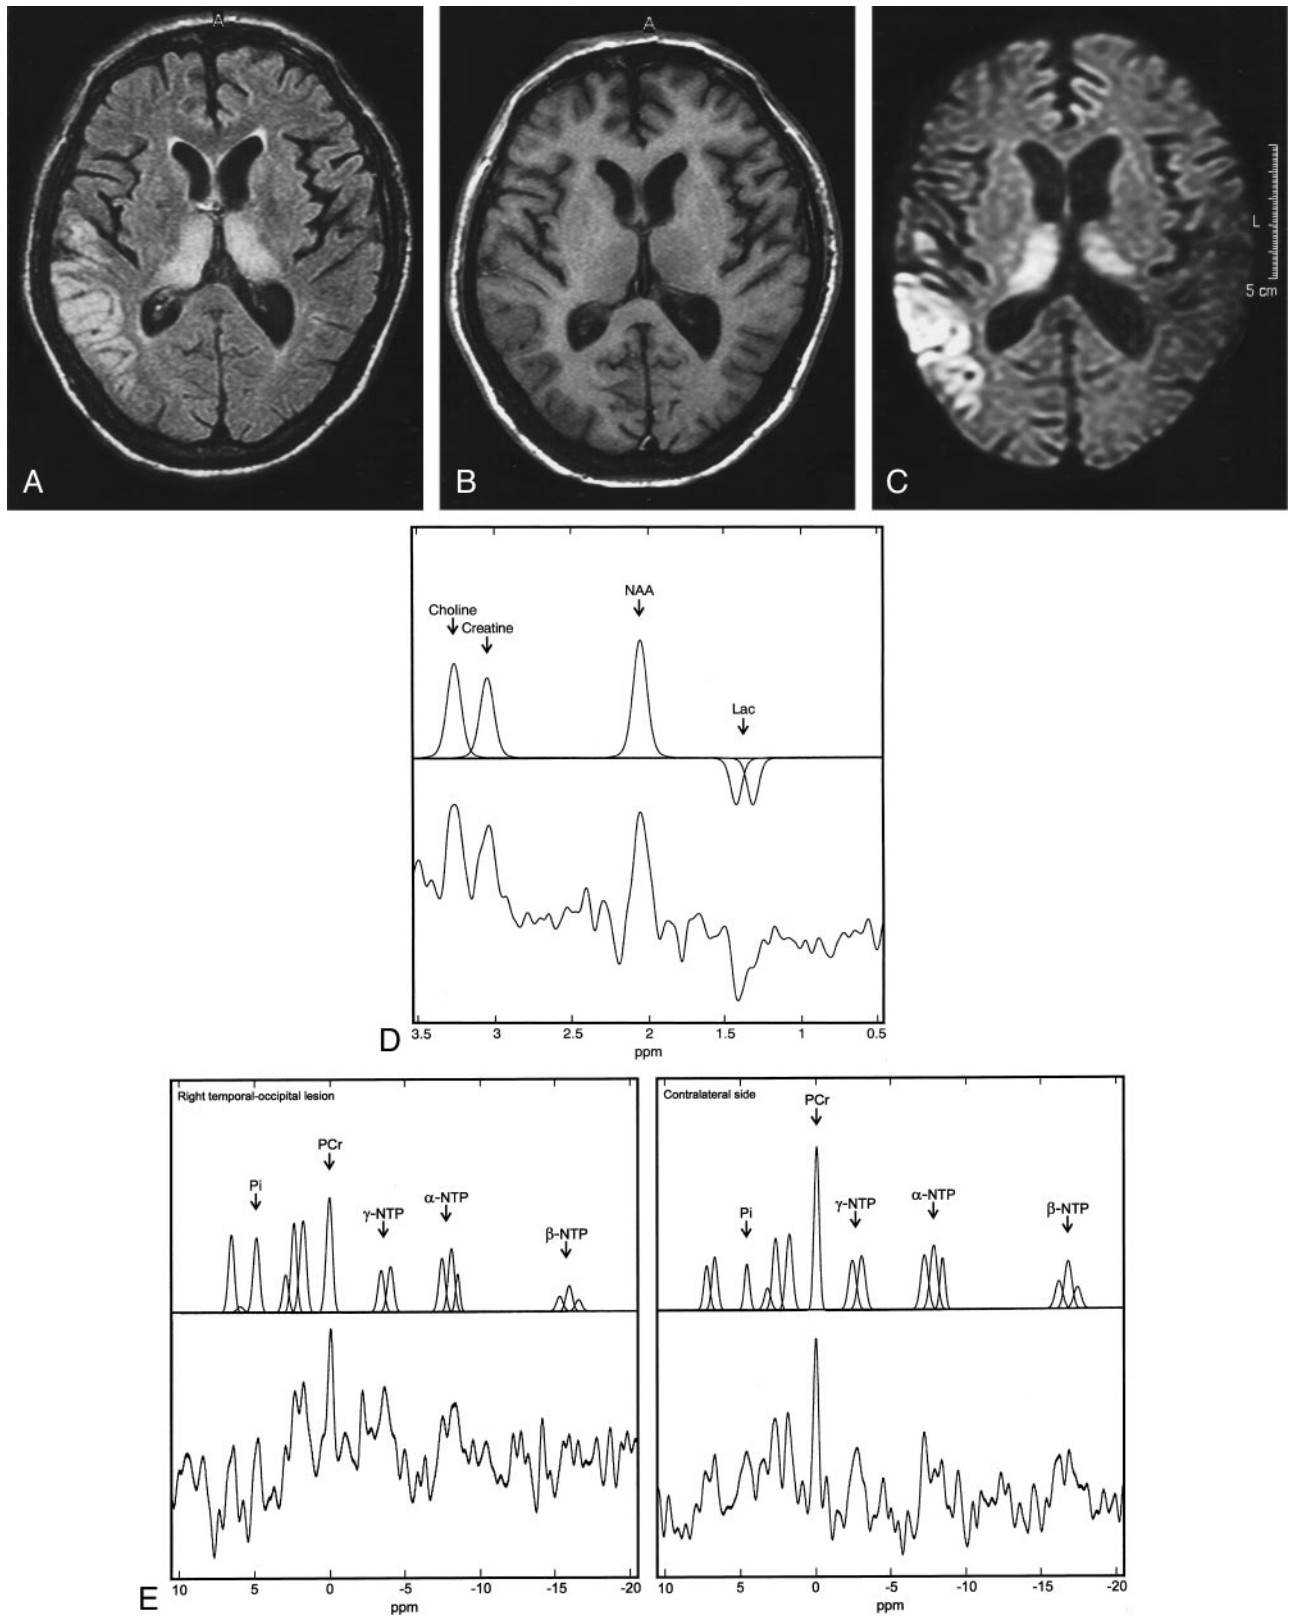 A
A
L
5 cm
A
B
C
Choline
Creatine
NAA
Lac
3.5 3 2.5 2 1.5 1 0.5
ppm
D
Right temporal-occipital lesion
Pi
PCr
γ-NTP
α-NTP
β-NTP
10 5 0 -5 -10 -15 -20
ppm
Contralateral side
Pi
PCr
γ-NTP
α-NTP
β-NTP
10 5 0 -5 -10 -15 -20
ppm
E